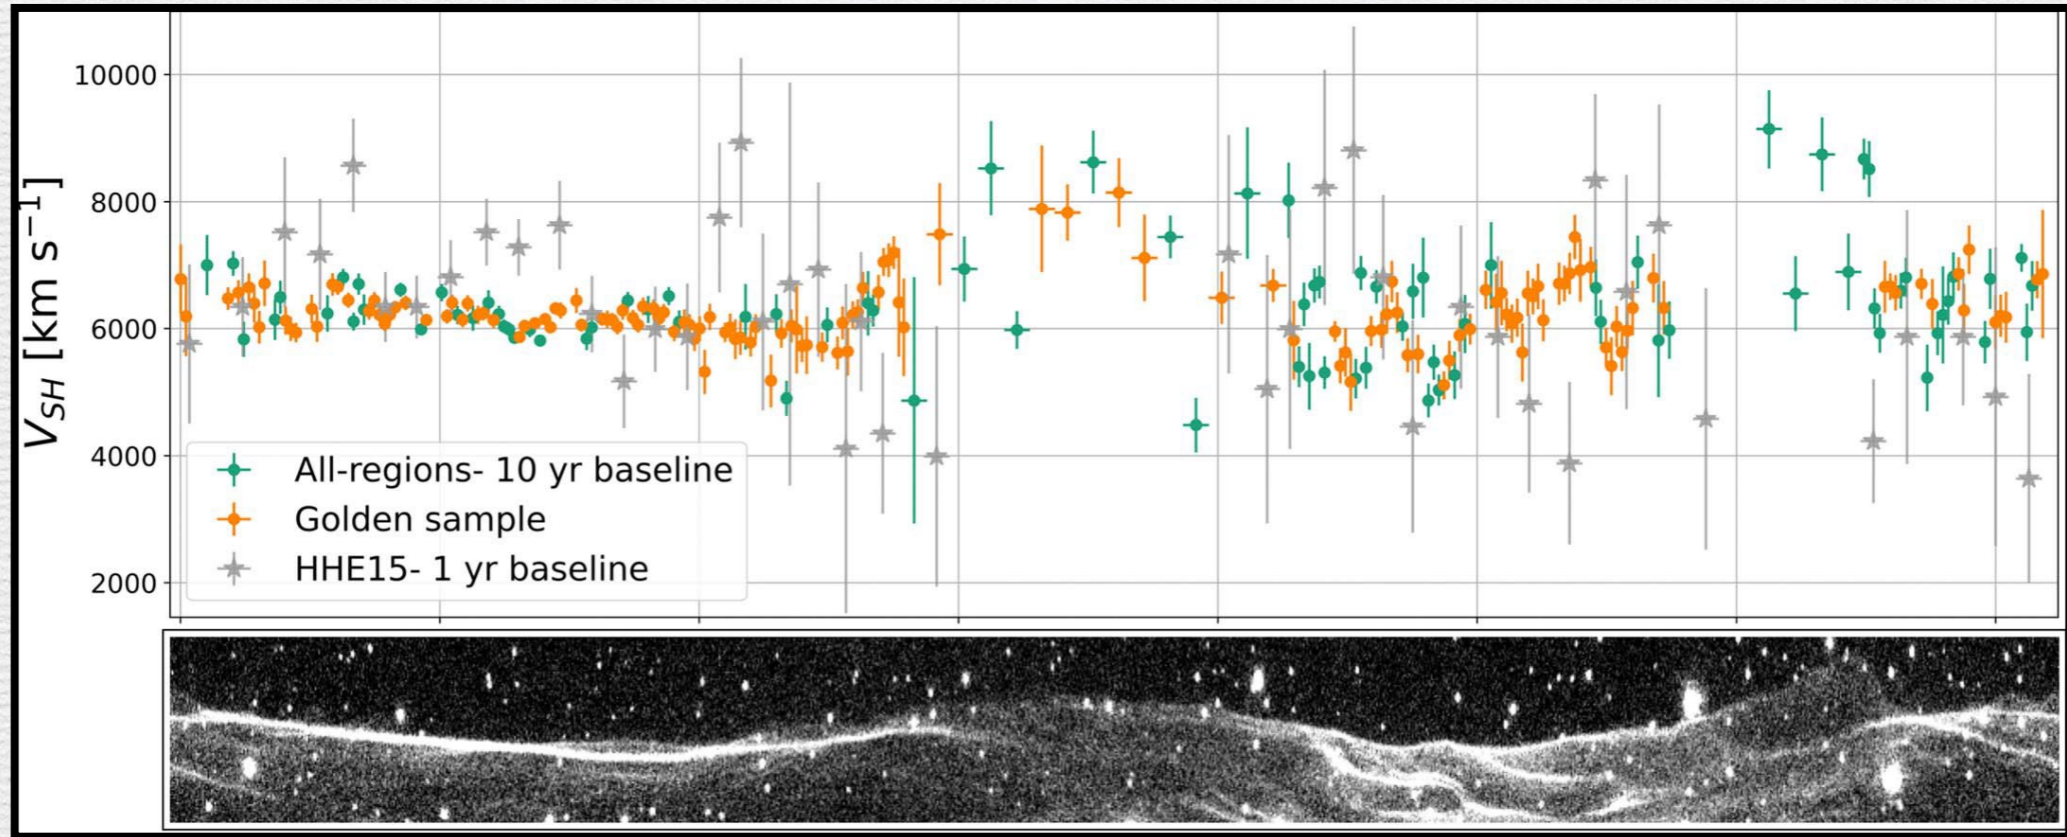 10000
8000
6000
4000
2000
V_SH [km s⁻¹]
All-regions- 10 yr baseline
Golden sample
HHE15- 1 yr baseline